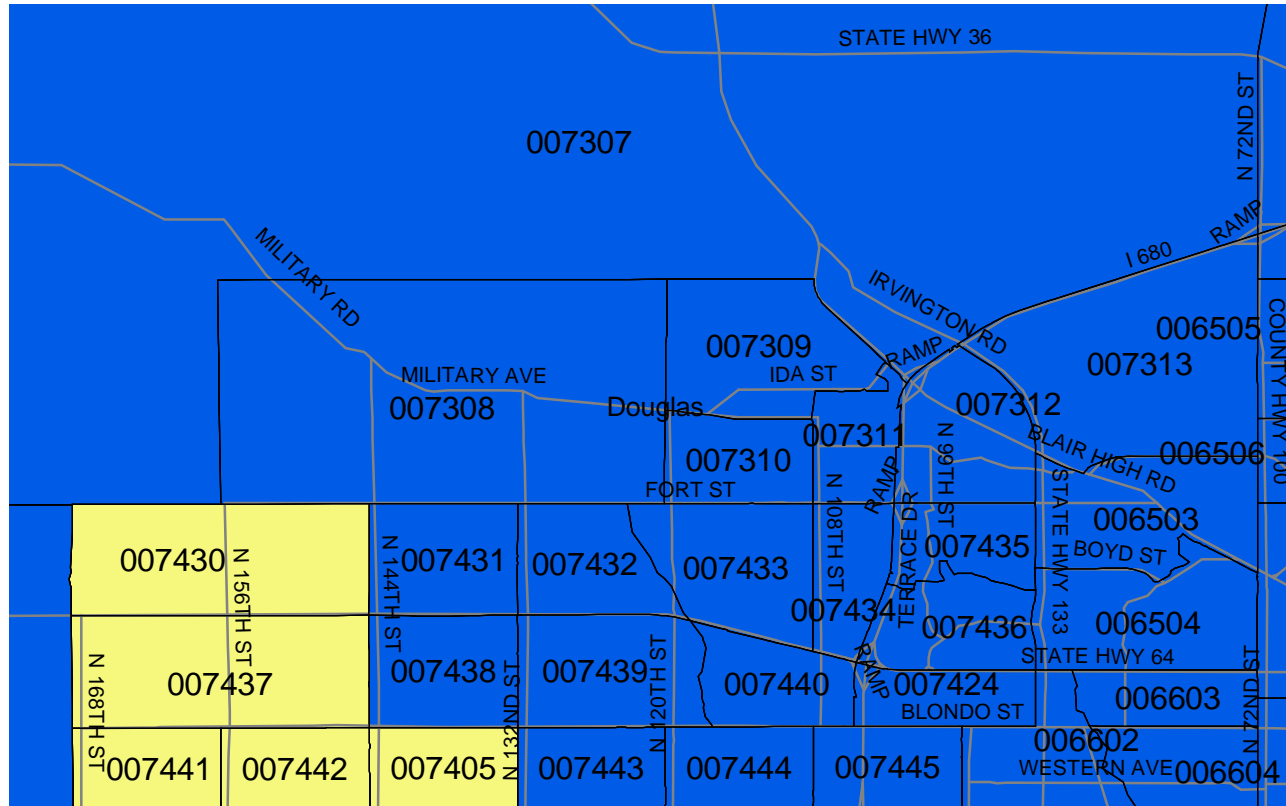 STATE HWY 36
N 72ND ST
007307
RAMP
I 680
MILITARY RD
IRVINGTON RD
COUNTY HWY 100
006505
007309
RAMP
007313
IDA ST
MILITARY AVE
007308
Douglas
007312
007311
N 99TH ST
BLAIR HIGH RD
006506
007310
FORT ST
RAMP
N 108TH ST
TERRACE DR
STATE HWY 133
006503
007430
N 156TH ST
N 144TH ST
007431
007432
007433
007435
BOYD ST
007434
007436
006504
STATE HWY 64
N 168TH ST
007437
007438
N 132ND ST
007439
N 120TH ST
007440
RAMP
007424
BLONDO ST
006603
N 72ND ST
006602
WESTERN AVE
006604
007441
007442
007405
007443
007444
007445